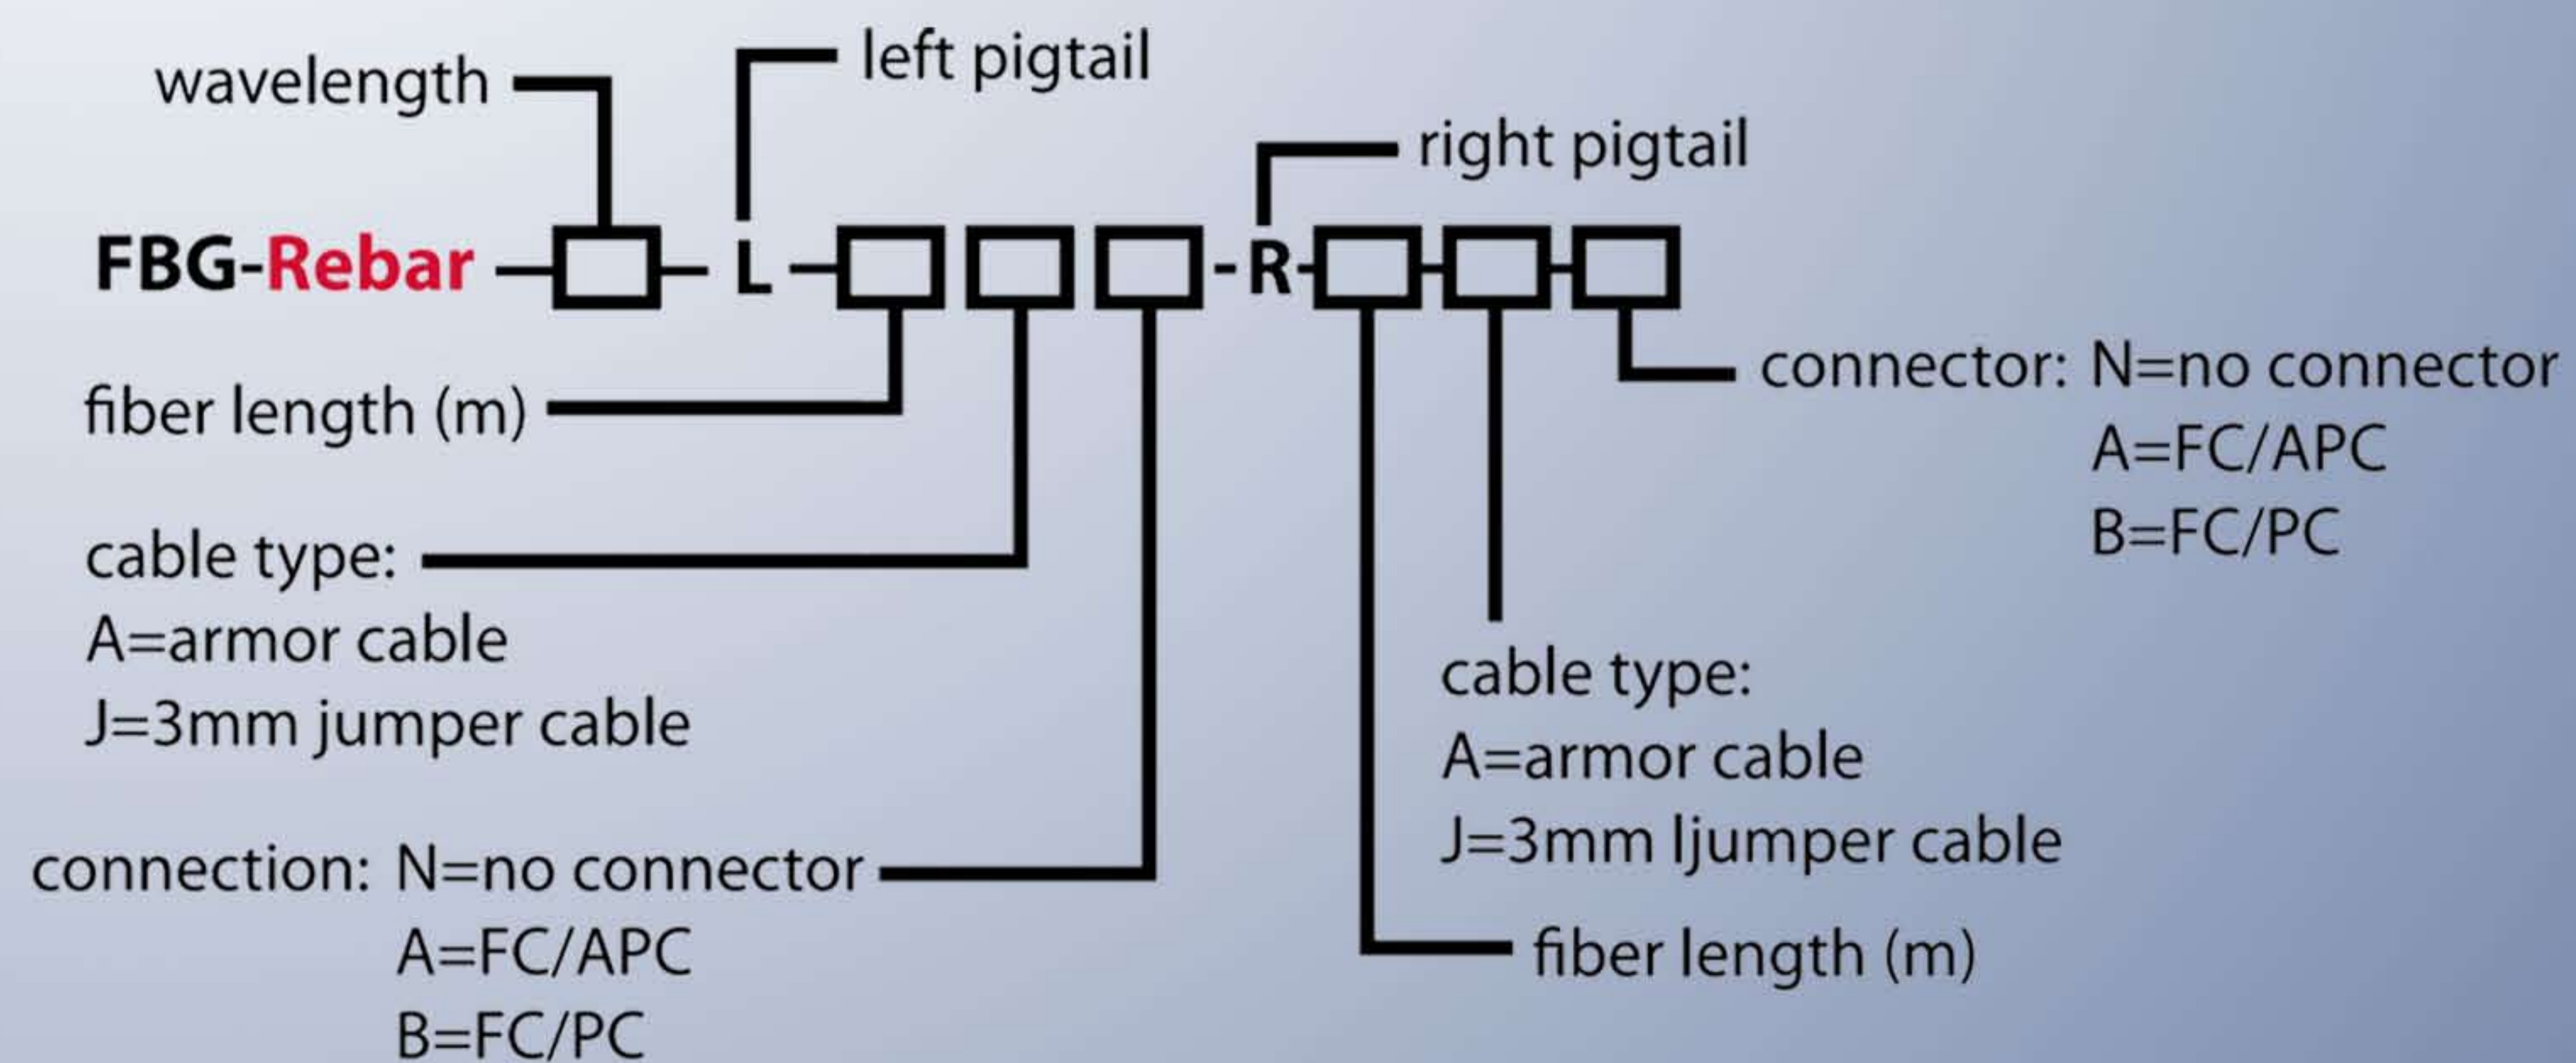 wavelength
left pigtail
right pigtail
FBG-Rebar - L - - R - - -
fiber length (m)
cable type:
A=armor cable
J=3mm jumper cable
connection: N=no connector
A=FC/APC
B=FC/PC
connector: N=no connector
A=FC/APC
B=FC/PC
cable type:
A=armor cable
J=3mm ljumper cable
fiber length (m)